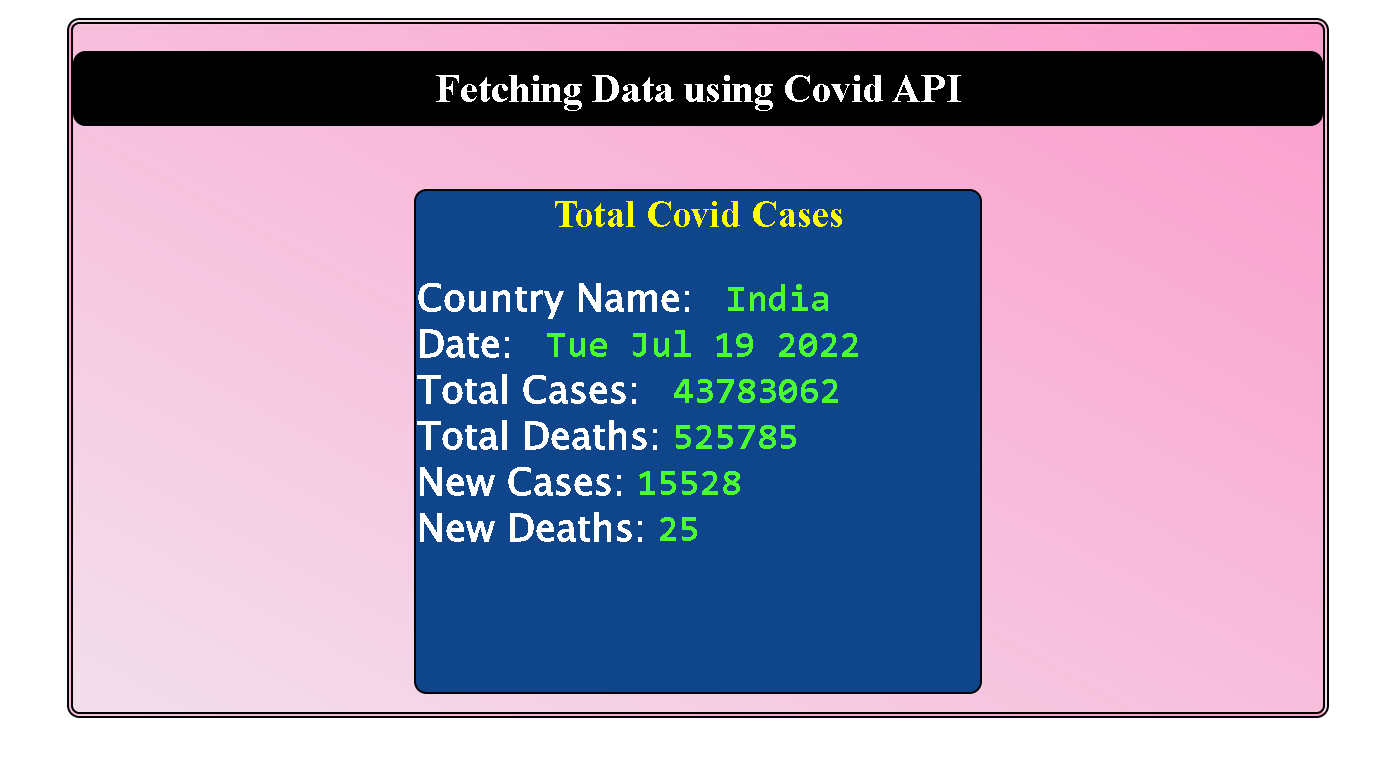 Fetching Data using Covid API
Total Covid Cases
Country Name: India
Date: Tue Jul 19 2022
Total Cases: 43783062
Total Deaths: 525785
New Cases: 15528
New Deaths: 25